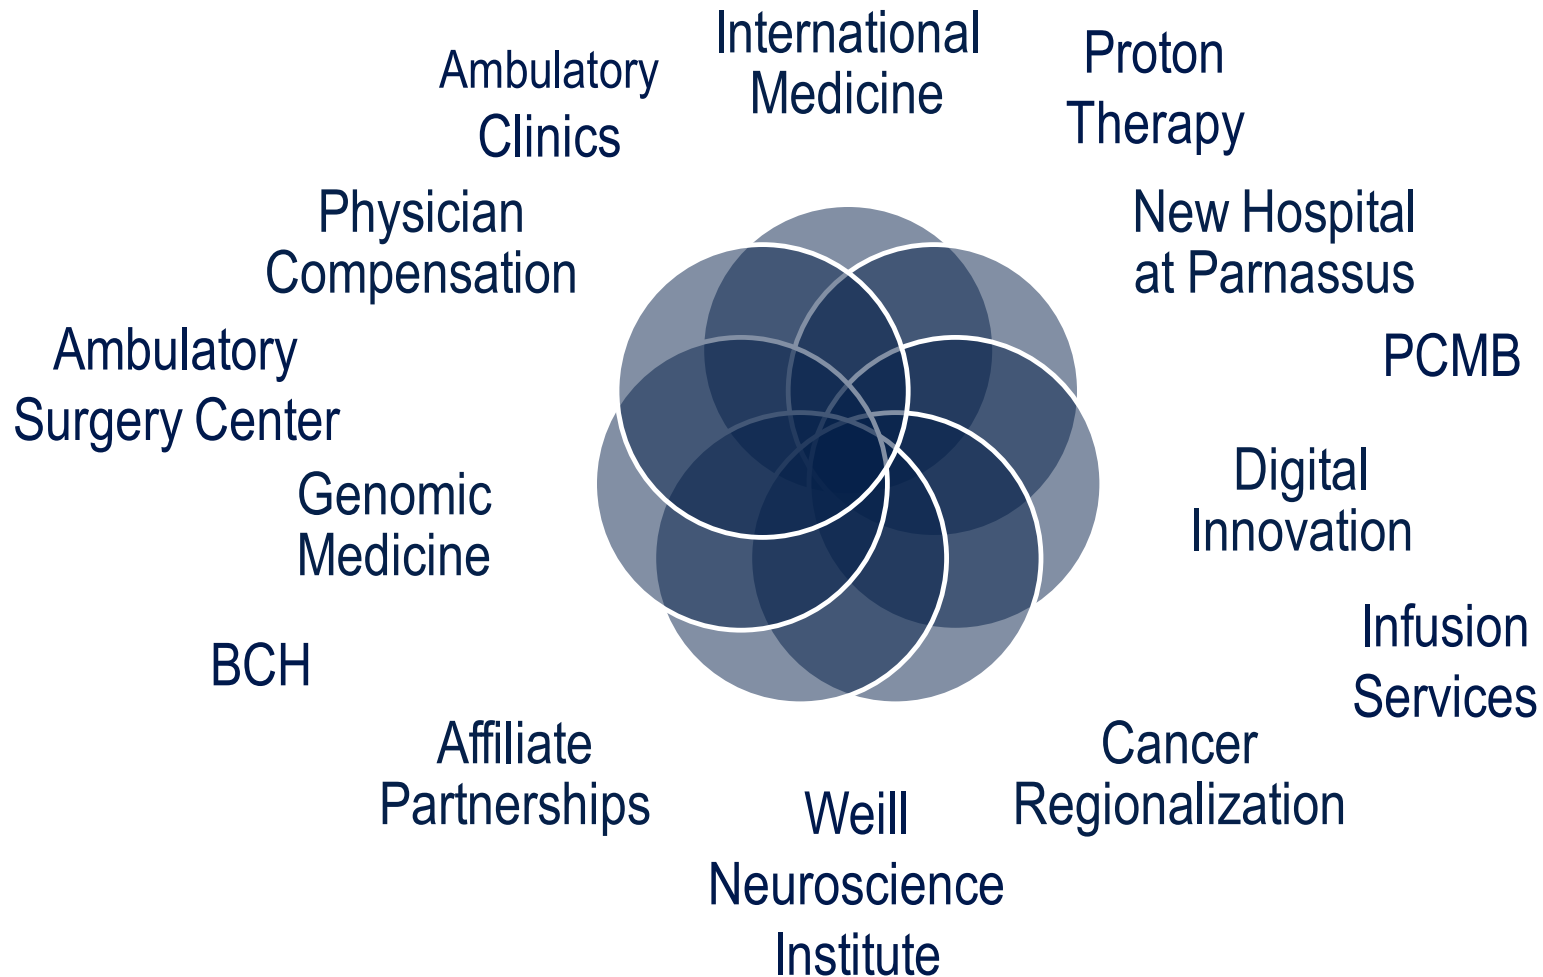 International
Medicine
Proton
Therapy
New Hospital
at Parnassus
PCMB
Digital
Innovation
Infusion
Services
Cancer
Regionalization
Weill
Neuroscience
Institute
Affiliate
Partnerships
BCH
Genomic
Medicine
Ambulatory
Surgery Center
Physician
Compensation
Ambulatory
Clinics